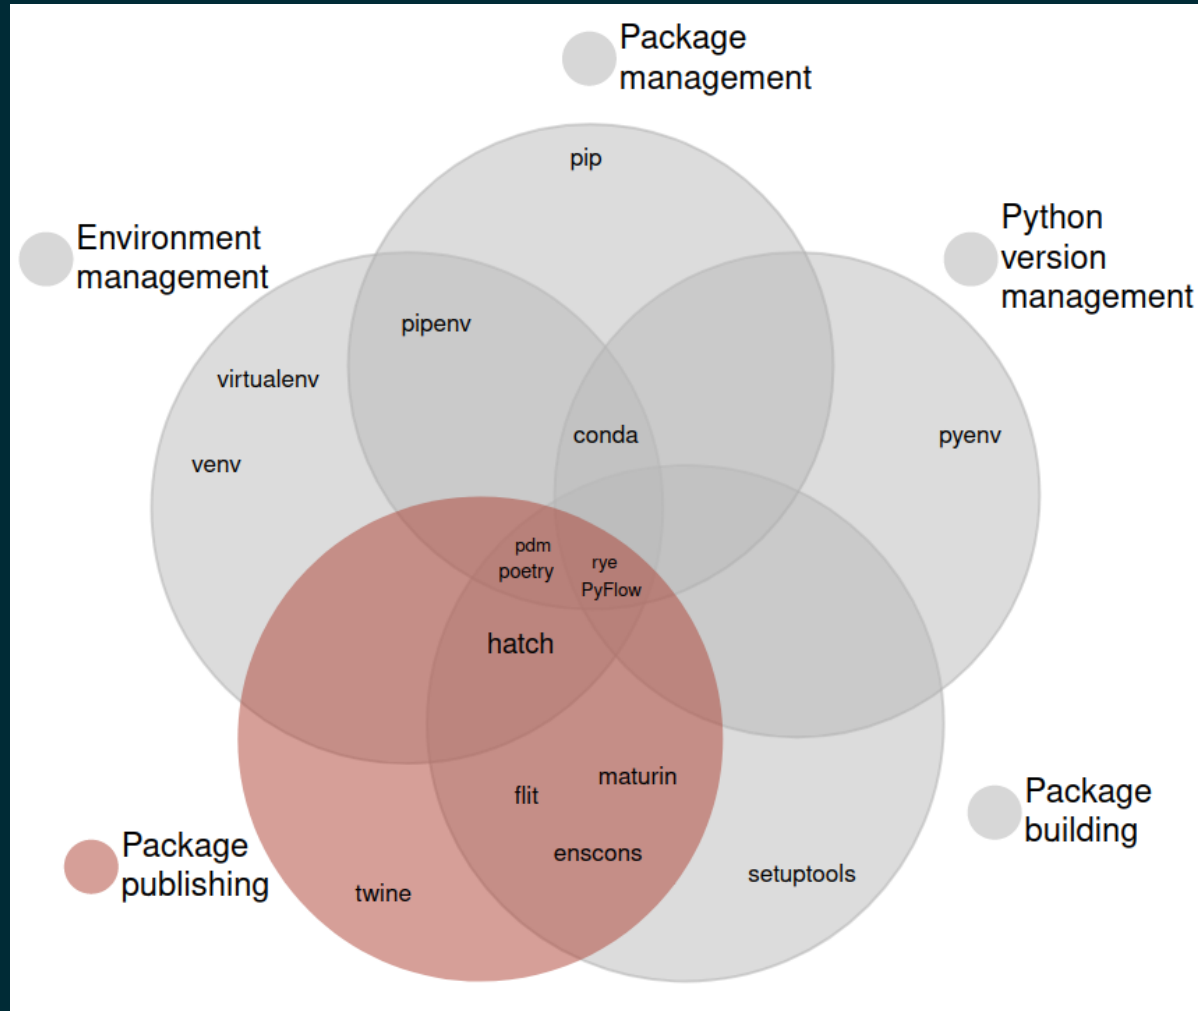 Package
management
pip
Python
version
management
Environment
management
pipenv
virtualenv
conda
pyenv
venv
pdm
poetry
rye
PyFlow
hatch
flit
maturin
enscons
Package
building
Package
publishing
twine
setuptools